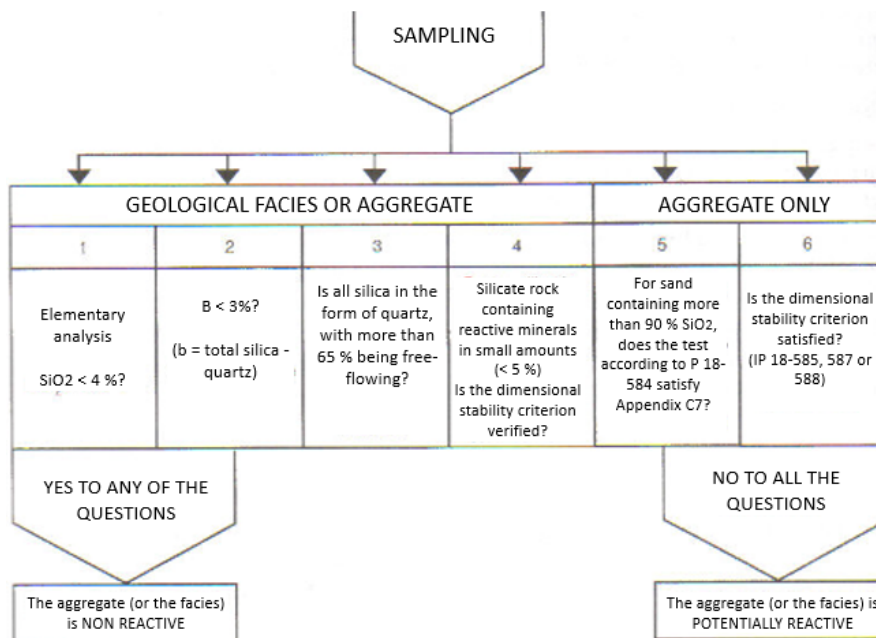 SAMPLING
GEOLOGICAL FACIES OR AGGREGATE
AGGREGATE ONLY
1
2
3
4
5
6
Elementary
analysis
SiO2 < 4 %?
B < 3%?
(b = total silica -
quartz)
Is all silica in the
form of quartz,
with more than
65 % being free-
flowing?
Silicate rock
containing
reactive minerals
in small amounts
(< 5 %)
Is the dimensional
stability criterion
verified?
For sand
containing more
than 90 % SiO2,
does the test
according to P 18-
584 satisfy
Appendix C7?
Is the dimensional
stability criterion
satisfied?
(IP 18-585, 587 or
588)
YES TO ANY OF THE
QUESTIONS
NO TO ALL THE
QUESTIONS
The aggregate (or the facies)
is NON REACTIVE
The aggregate (or the facies) is
POTENTIALLY REACTIVE